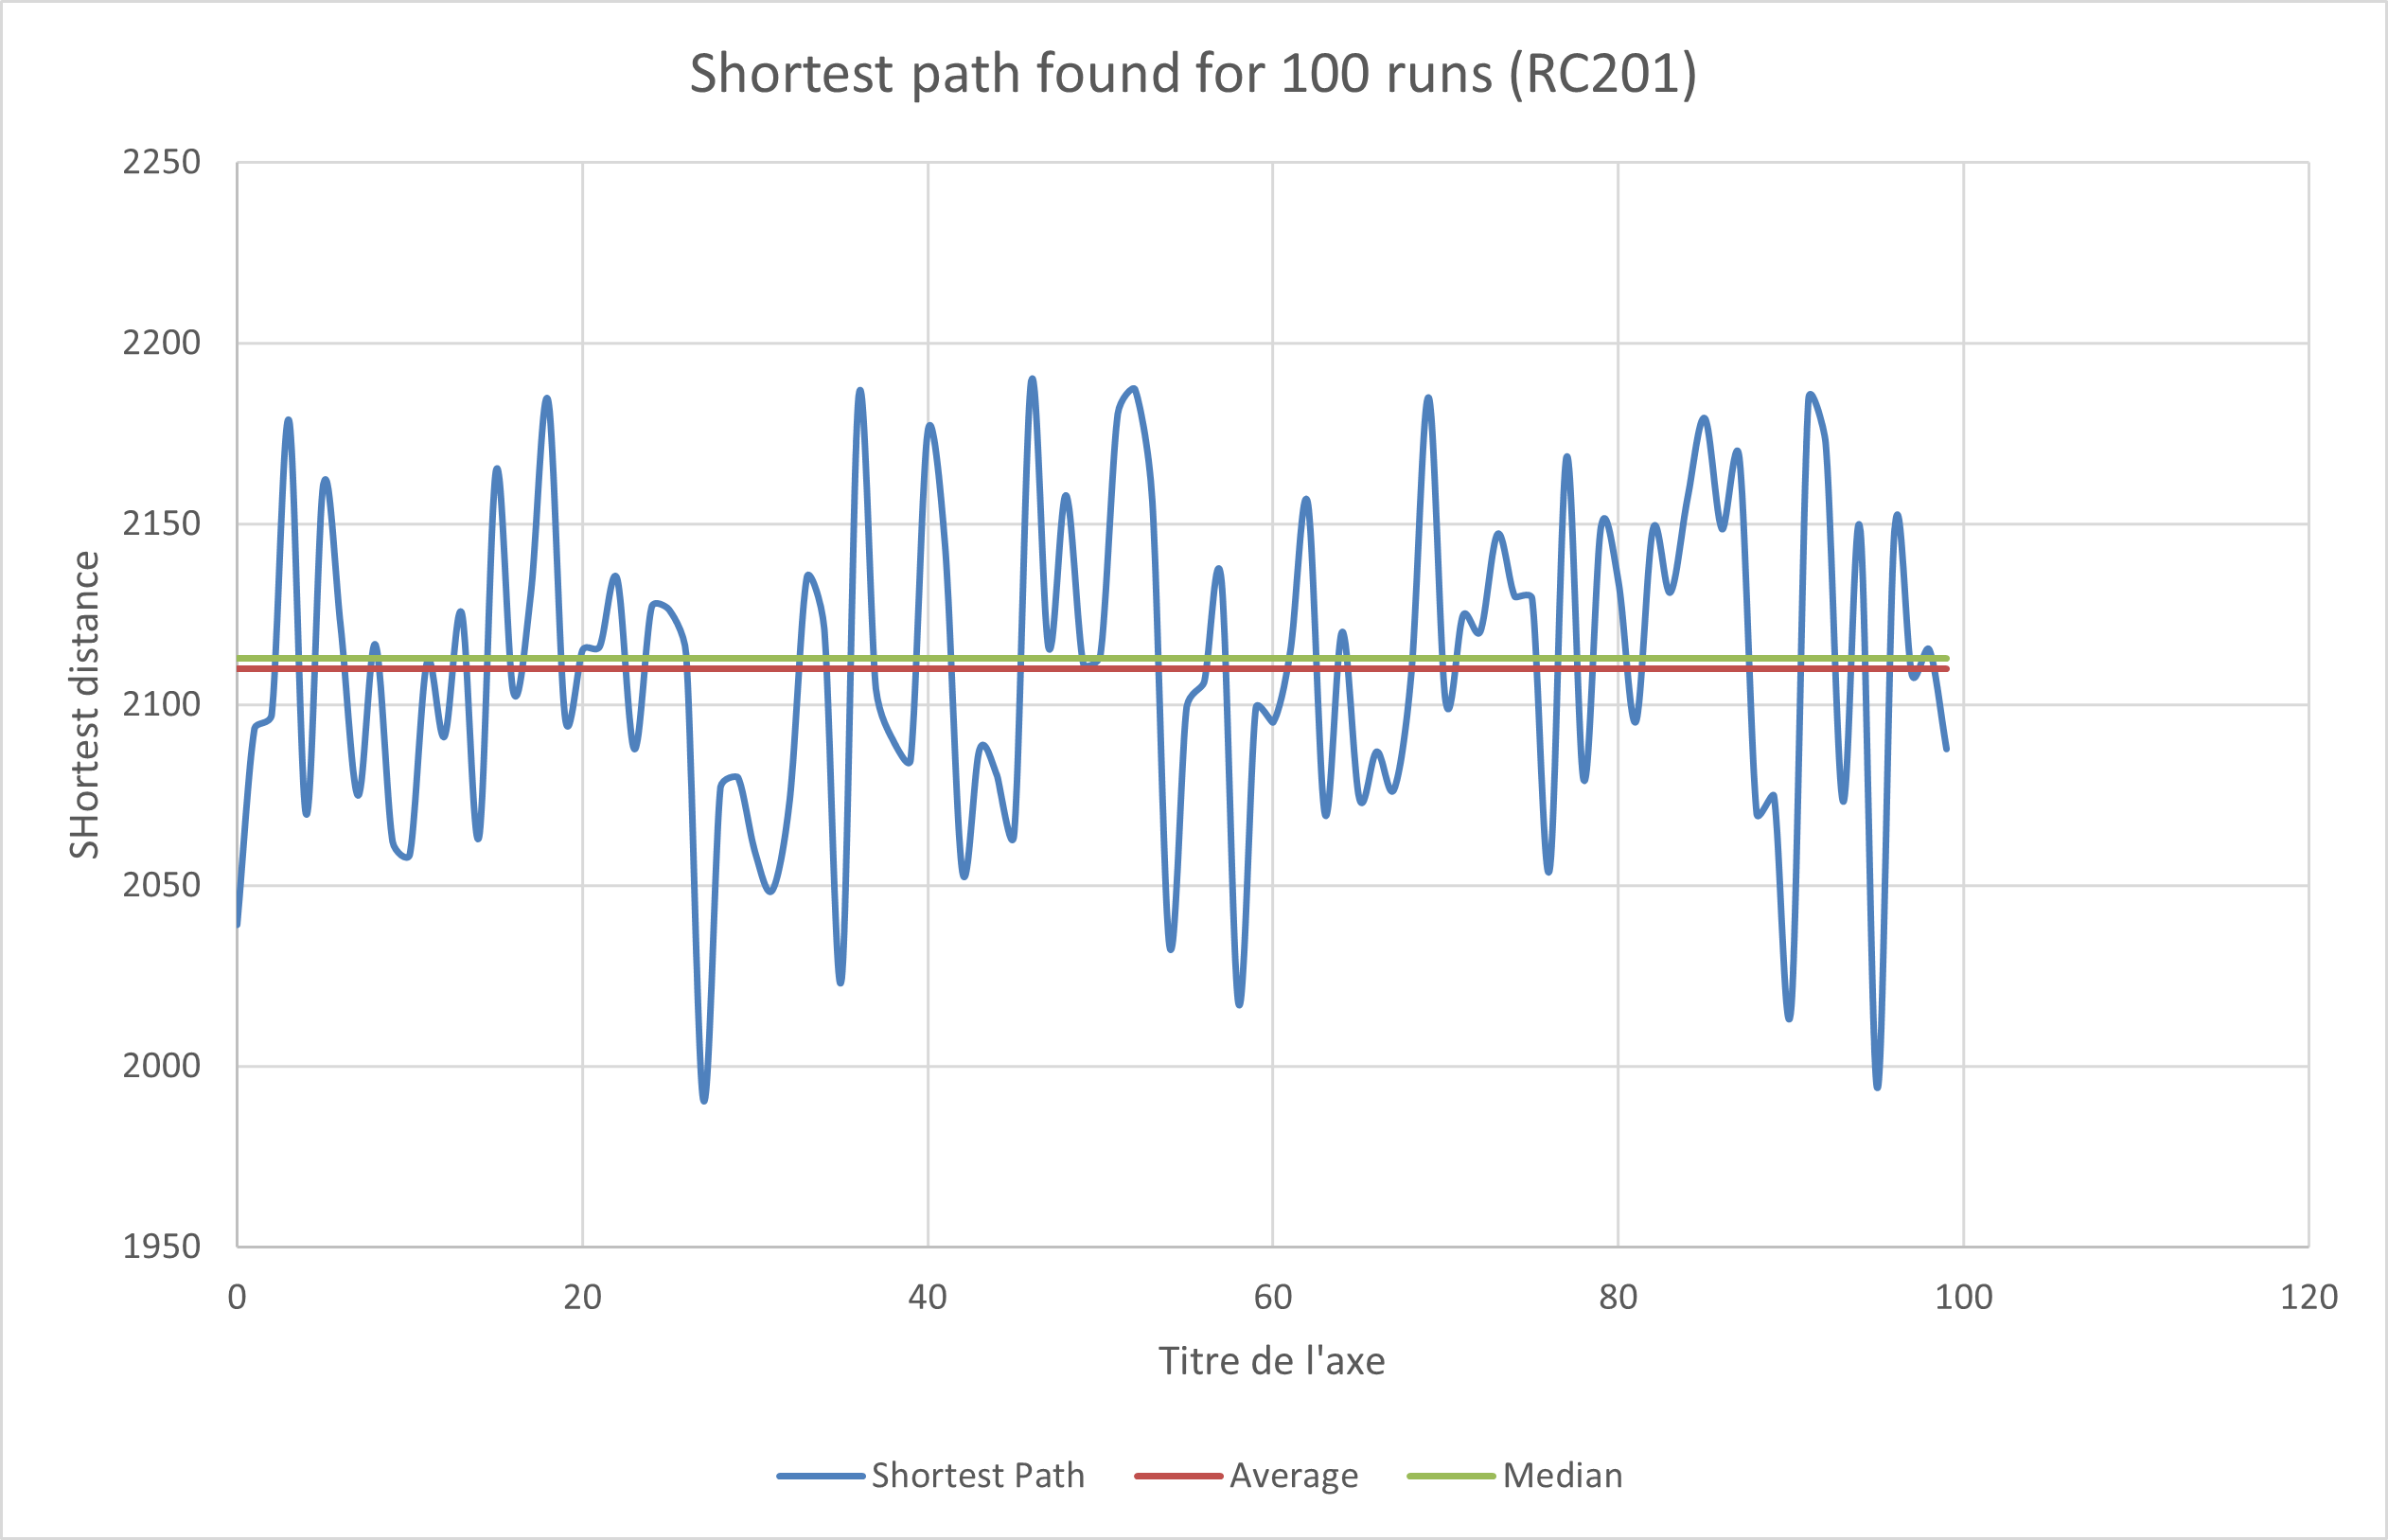 Shortest path found for 100 runs (RC201)
2250
2200
2150
2100
2050
2000
1950
SHortest distance
0 20 40 60 80 100 120
Titre de l'axe
Shortest Path Average Median